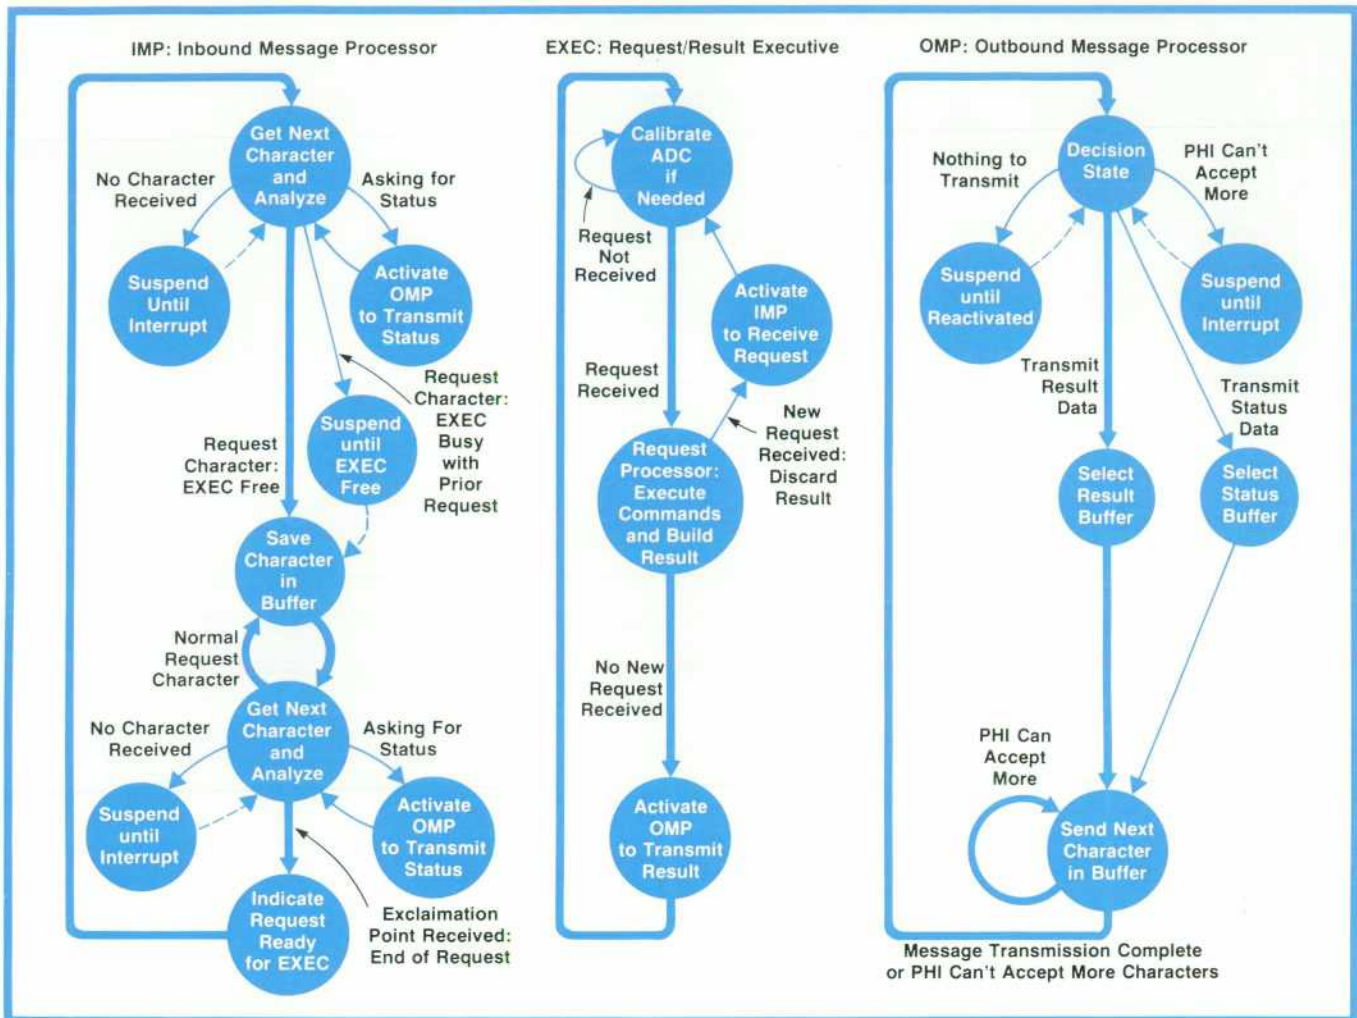 IMP: Inbound Message Processor
Get Next
Character
and
Analyze
No Character
Received
Asking for
Status
Suspend
Until
Interrupt
Activate
OMP
to Transmit
Status
Request
Character:
EXEC
Busy
with
Prior
Request
Suspend
until
EXEC
Free
Request
Character:
EXEC Free
Save
Character
in
Buffer
Normal
Request
Character
Get Next
Character
and
Analyze
No Character
Received
Asking For
Status
Suspend
until
Interrupt
Activate
OMP
to Transmit
Status
Indicate
Request
Ready
for EXEC
Exclaimation
Point Received:
End of Request
EXEC: Request/Result Executive
Calibrate
ADC
if
Needed
Request
Not
Received
Activate
IMP
to Receive
Request
Request
Received
New
Request
Received:
Discard
Result
Request
Processor:
Execute
Commands
and Build
Result
No New
Request
Received
Activate
OMP
to Transmit
Result
OMP: Outbound Message Processor
Decision
State
Nothing to
Transmit
PHI Can't
Accept
More
Suspend
until
Reactivated
Suspend
until
Interrupt
Transmit
Result
Data
Transmit
Status
Data
Select
Result
Buffer
Select
Status
Buffer
PHI Can
Accept
More
Send Next
Character
in Buffer
Message Transmission Complete
or PHI Can't Accept More Characters